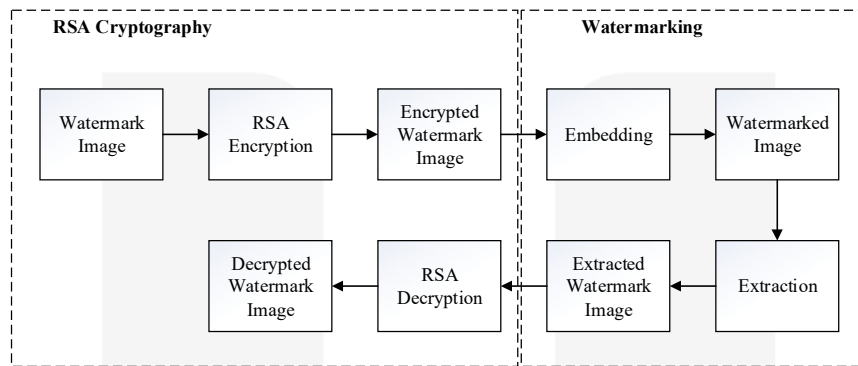 RSA Cryptography
Watermarking
Watermark
Image
RSA
Encryption
Encrypted
Watermark
Image
Embedding
Watermarked
Image
Decrypted
Watermark
Image
RSA
Decryption
Extracted
Watermark
Image
Extraction